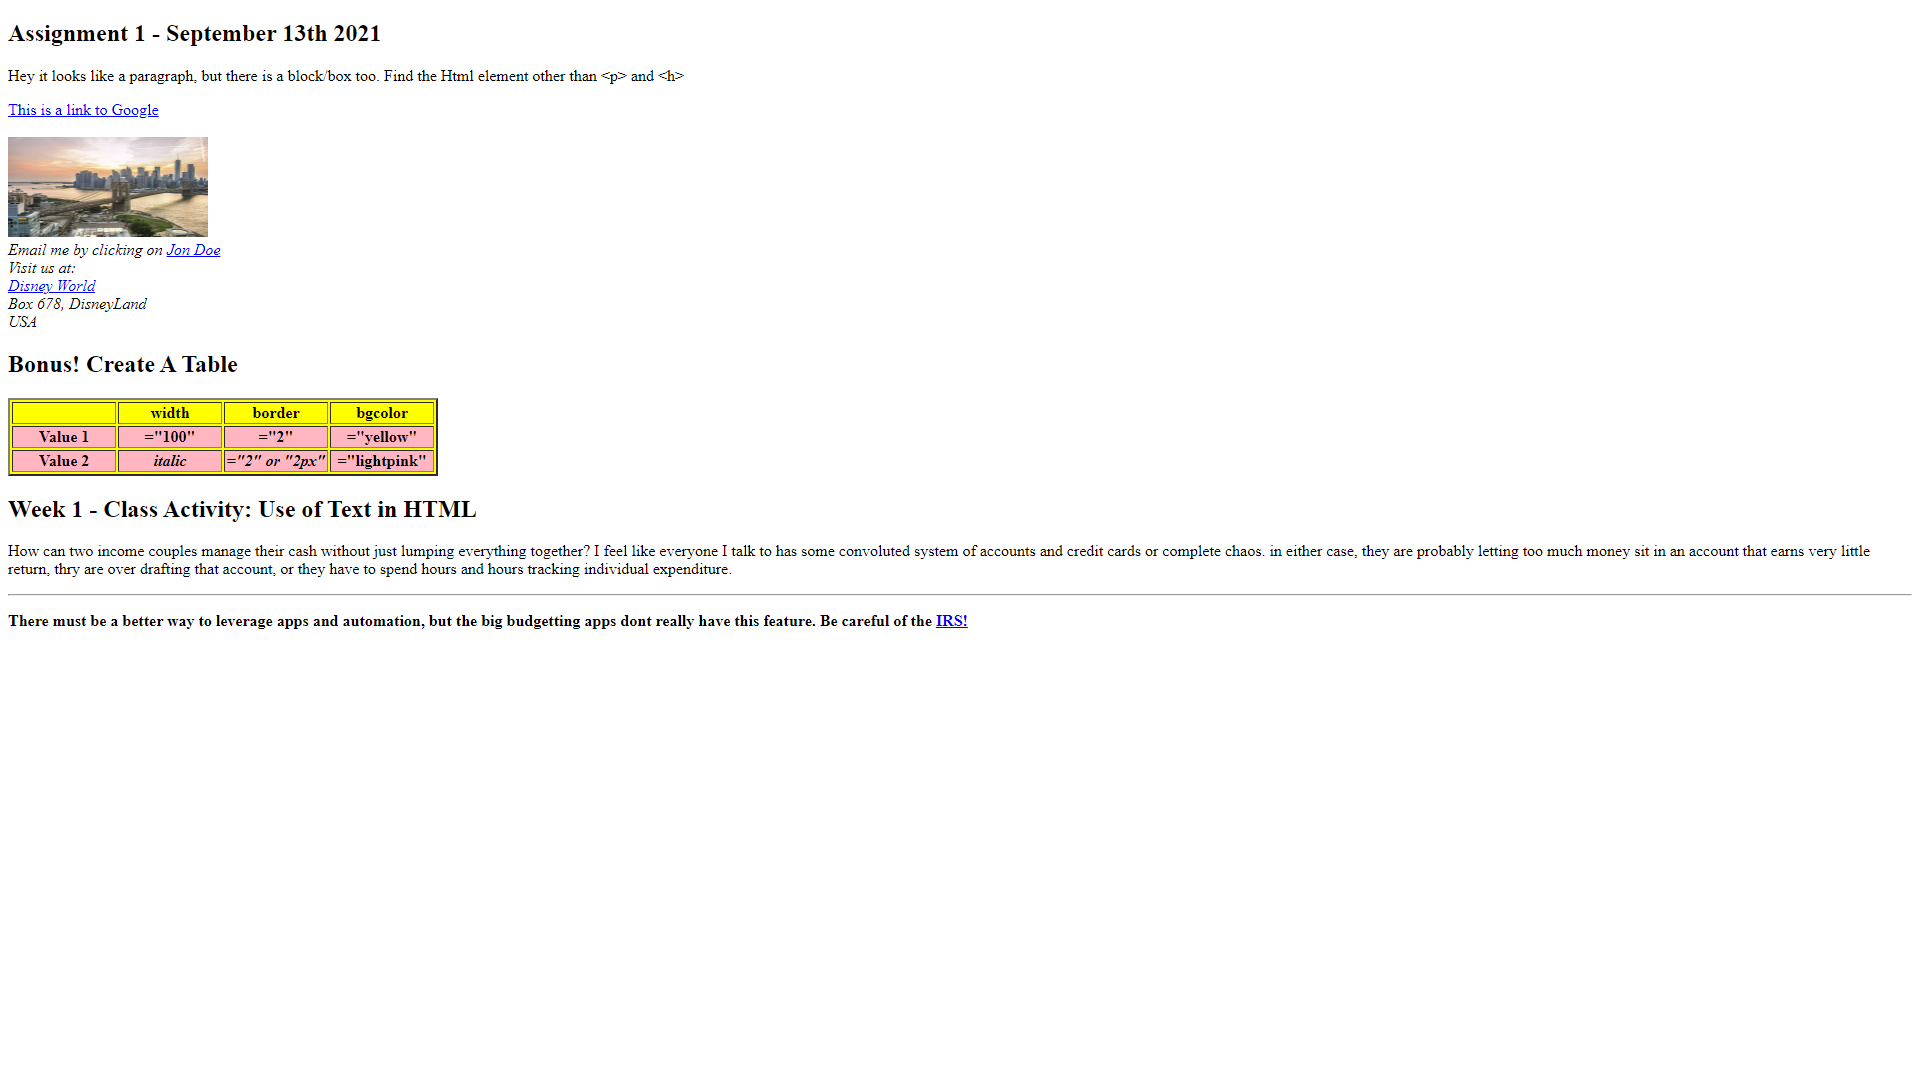 Assignment 1 - September 13th 2021
Hey it looks like a paragraph, but there is a block/box too. Find the Html element other than <p> and <h>
This is a link to Google
Email me by clicking on Jon Doe
Visit us at:
Disney World
Box 678, DisneyLand
USA
Bonus! Create A Table
width border bgcolor
Value 1 ="100" ="2" ="yellow"
Value 2 italic ="2" or "2px" ="lightpink"
Week 1 - Class Activity: Use of Text in HTML
How can two income couples manage their cash without just lumping everything together? I feel like everyone I talk to has some convoluted system of accounts and credit cards or complete chaos. in either case, they are probably letting too much money sit in an account that earns very little
return, thry are over drafting that account, or they have to spend hours and hours tracking individual expenditure.
There must be a better way to leverage apps and automation, but the big budgetting apps dont really have this feature. Be careful of the IRS!